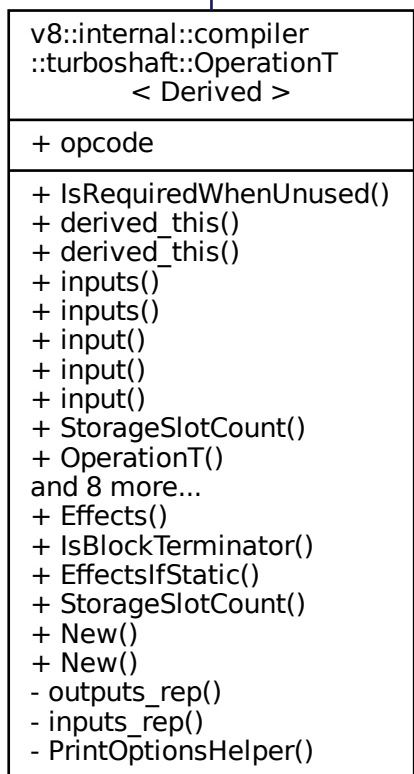 v8::internal::compiler
::turboshaft::OperationT
< Derived >
+ opcode
+ IsRequiredWhenUnused()
+ derived_this()
+ derived_this()
+ inputs()
+ inputs()
+ input()
+ input()
+ input()
+ StorageSlotCount()
+ OperationT()
and 8 more...
+ Effects()
+ IsBlockTerminator()
+ EffectsIfStatic()
+ StorageSlotCount()
+ New()
+ New()
- outputs_rep()
- inputs_rep()
- PrintOptionsHelper()